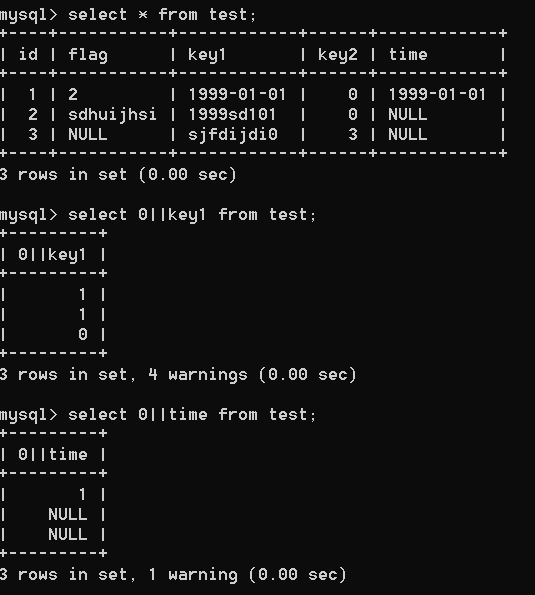 mysql> select * from test;
+----+-----------+------------+------+------------+
| id | flag      | key1       | key2 | time       |
+----+-----------+------------+------+------------+
|  1 | 2         | 1999-01-01 |    0 | 1999-01-01 |
|  2 | sdhuijhsi | 1999sd101  |    0 | NULL       |
|  3 | NULL      | sjfdijdi0  |    3 | NULL       |
+----+-----------+------------+------+------------+
3 rows in set (0.00 sec)
mysql> select 0||key1 from test;
+---------+
| 0||key1 |
+---------+
|       1 |
|       1 |
|       0 |
+---------+
3 rows in set, 4 warnings (0.00 sec)
mysql> select 0||time from test;
+---------+
| 0||time |
+---------+
|       1 |
|    NULL |
|    NULL |
+---------+
3 rows in set, 1 warning (0.00 sec)